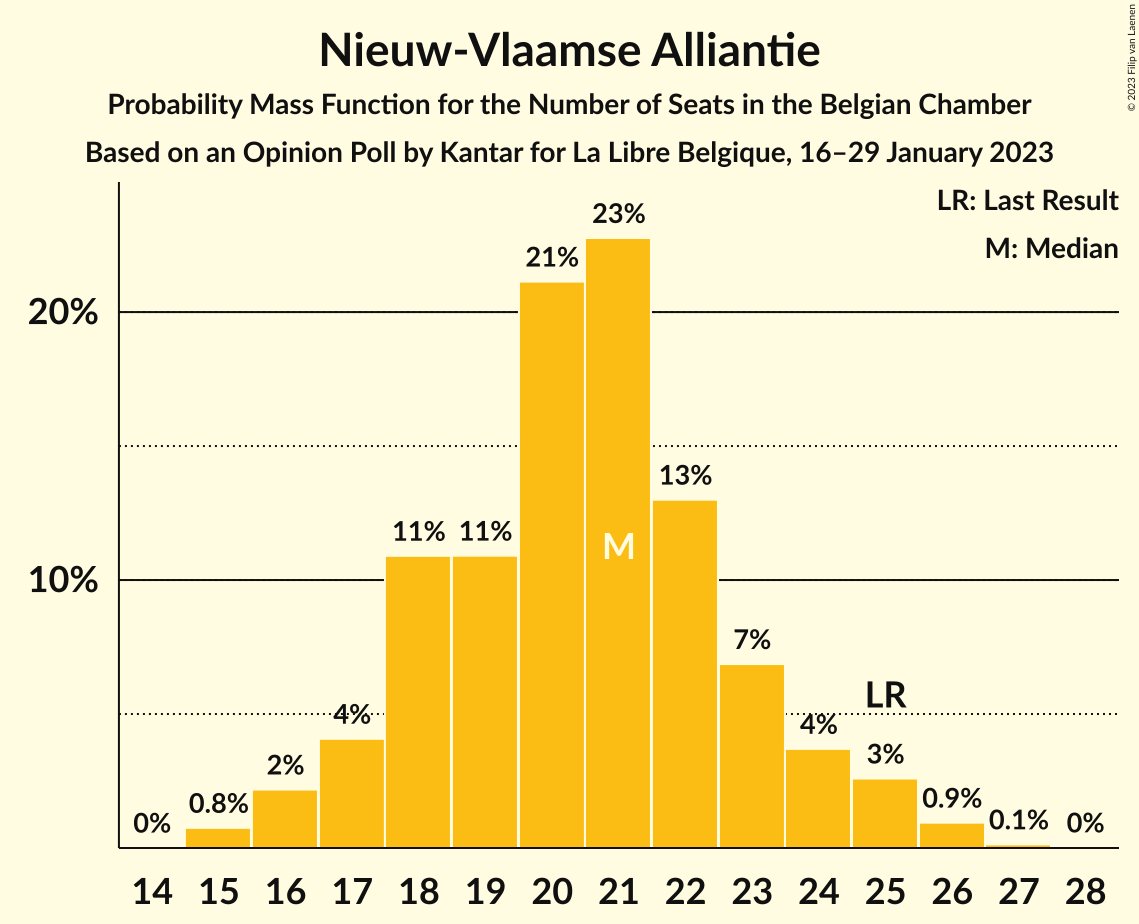 Nieuw-Vlaamse Alliantie
Probability Mass Function for the Number of Seats in the Belgian Chamber
Based on an Opinion Poll by Kantar for La Libre Belgique, 16–29 January 2023
© 2023 Filip van Laenen
LR: Last Result
M: Median
20%
10%
0%
0.8%
2%
4%
11%
11%
21%
23%
13%
7%
4%
3%
0.9%
0.1%
0%
M
LR
14 15 16 17 18 19 20 21 22 23 24 25 26 27 28